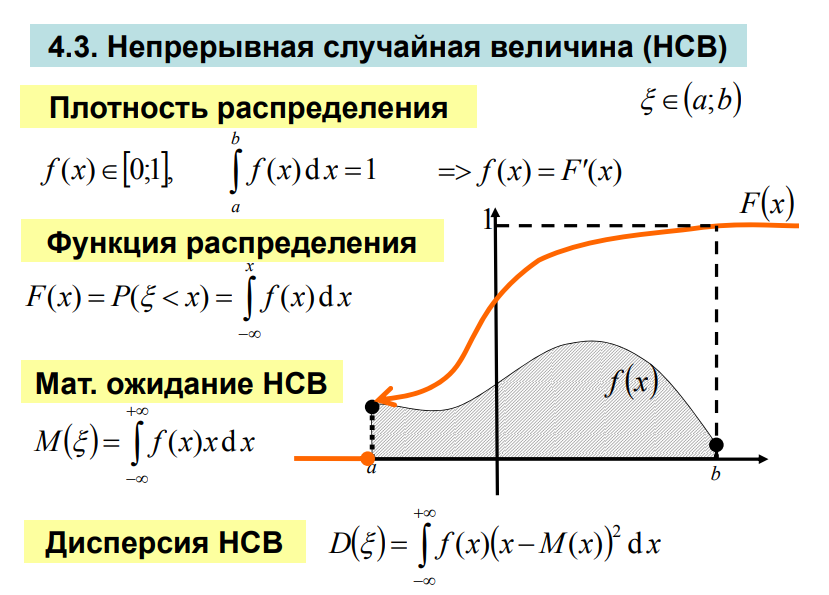 4.3. Непрерывная случайная величина (НСВ)
Плотность распределения
ξ ∈ (a;b)
f(x) ∈ [0;1], ∫_a^b f(x) dx = 1 => f(x) = F'(x)
Функция распределения
F(x) = P(ξ < x) = ∫_{-∞}^x f(x) dx
Мат. ожидание НСВ
M(ξ) = ∫_{-∞}^{+∞} f(x)x dx
1
F(x)
f(x)
a
b
Дисперсия НСВ
D(ξ) = ∫_{-∞}^{+∞} f(x)(x − M(x))² dx